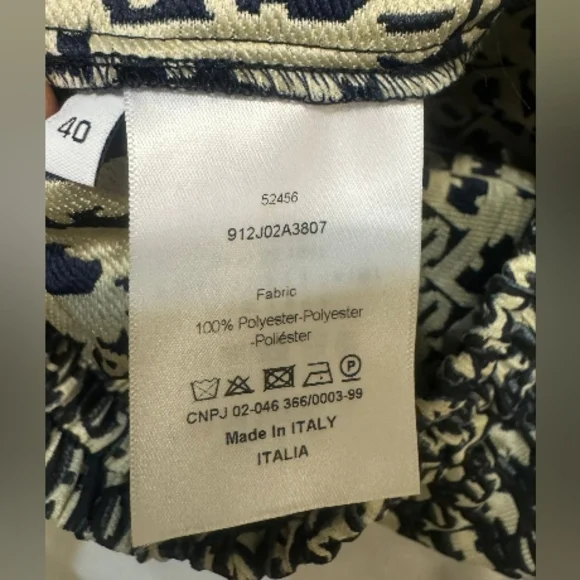 40
52456
912J02A3807
Fabric
100% Polyester-Polyester
-Poliéster
CNPJ 02-046 366/0003-99
Made In ITALY
ITALIA